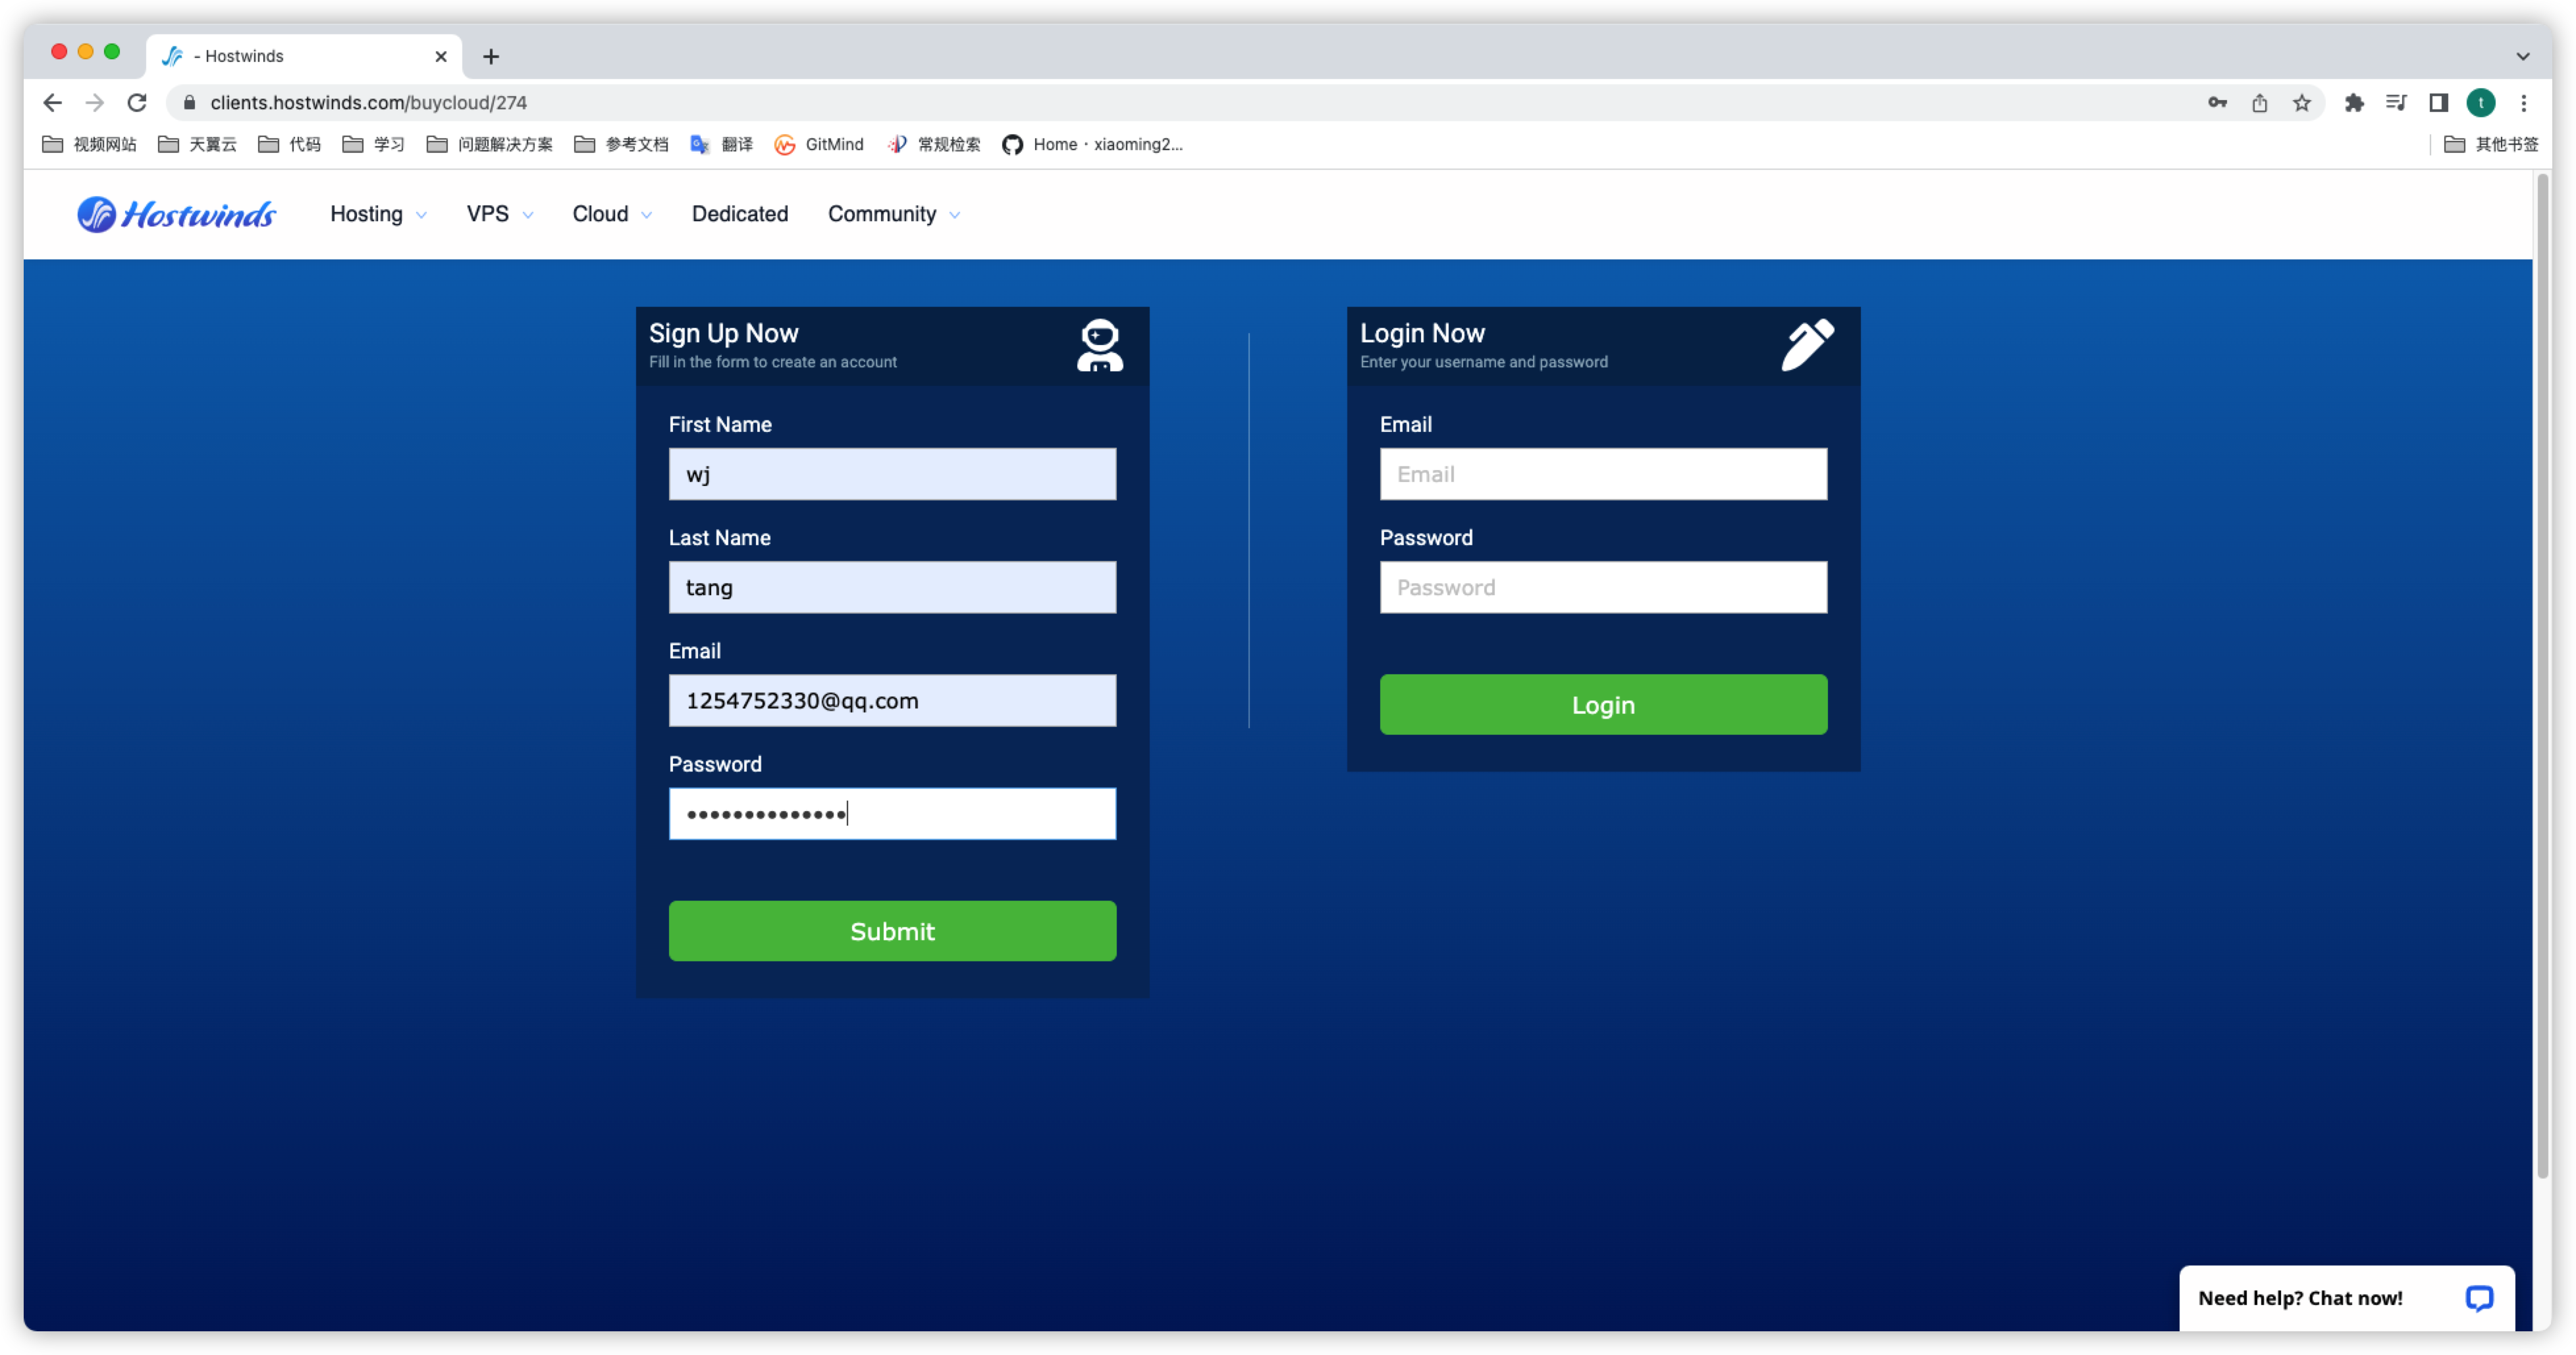 - Hostwinds
clients.hostwinds.com/buycloud/274
t
视频网站 天翼云 代码 学习 问题解决方案 参考文档 翻译 GitMind 常规检索 Home · xiaoming2... 其他书签
Hostwinds Hosting VPS Cloud Dedicated Community
Sign Up Now
Fill in the form to create an account
First Name
wj
Last Name
tang
Email
1254752330@qq.com
Password
••••••••••••••
Submit
Login Now
Enter your username and password
Email
Email
Password
Password
Login
Need help? Chat now!